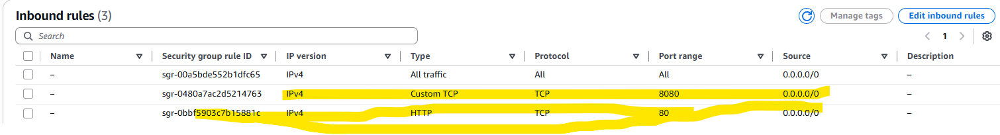 Inbound rules (3)
Manage tags
Edit inbound rules
Search
1
Name Security group rule ID IP version Type Protocol Port range Source Description
– sgr-00a5bde552b1dfc65 IPv4 All traffic All All 0.0.0.0/0 –
– sgr-0480a7ac2d5214763 IPv4 Custom TCP TCP 8080 0.0.0.0/0 –
– sgr-0bbf5903c7b15881c IPv4 HTTP TCP 80 0.0.0.0/0 –